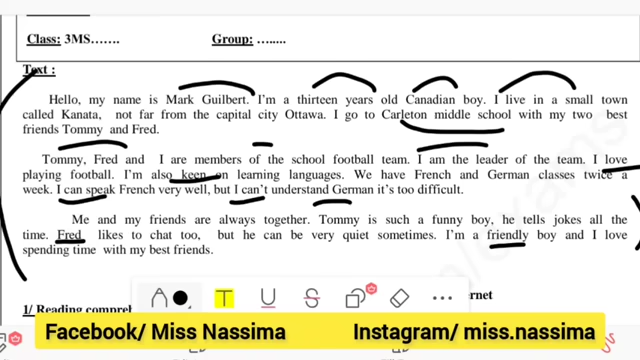 Class: 3MS……. Group: ….....
Text :
Hello, my name is Mark Guilbert. I'm a thirteen years old Canadian boy. I live in a small town
called Kanata, not far from the capital city Ottawa. I go to Carleton middle school with my two best
friends Tommy and Fred.
Tommy, Fred and I are members of the school football team. I am the leader of the team. I love
playing football. I'm also keen on learning languages. We have French and German classes twice a
week. I can speak French very well, but I can't understand German it's too difficult.
Me and my friends are always together. Tommy is such a funny boy, he tells jokes all the
time. Fred likes to chat too, but he can be very quiet sometimes. I'm a friendly boy and I love
spending time with my best friends.
1/ Reading compreh ernet
Facebook/ Miss Nassima Instagram/ miss.nassima